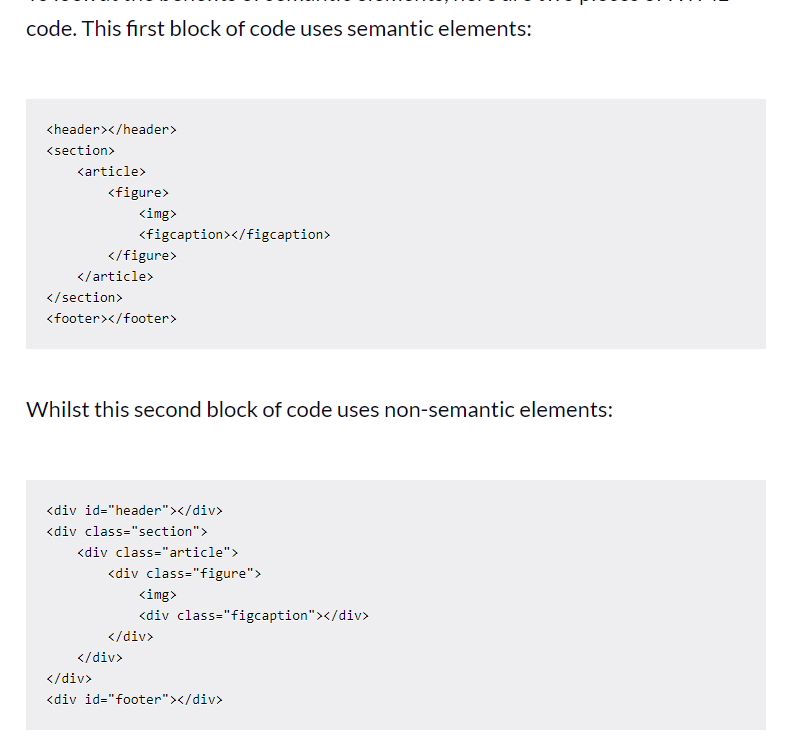 code. This first block of code uses semantic elements:
<header></header>
<section>
<article>
<figure>
<img>
<figcaption></figcaption>
</figure>
</article>
</section>
<footer></footer>
Whilst this second block of code uses non-semantic elements:
<div id="header"></div>
<div class="section">
<div class="article">
<div class="figure">
<img>
<div class="figcaption"></div>
</div>
</div>
</div>
<div id="footer"></div>